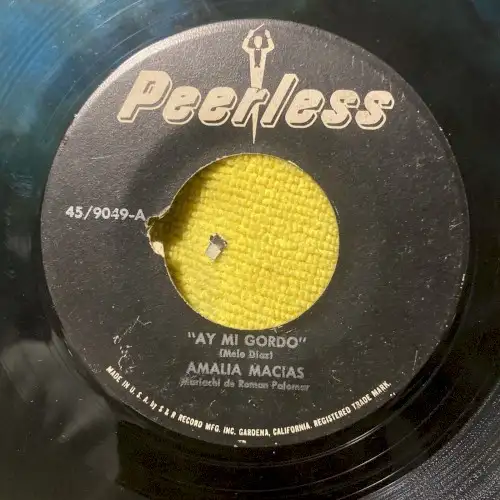 Peerless
45/9049-A
"AY MI GORDO"
(Melo Diaz)
AMALIA MACIAS
Mariachi de Roman Palomar
MADE IN U.S.A. by S & R RECORD MFG. INC. GARDENA, CALIFORNIA. REGISTERED TRADE MARK.